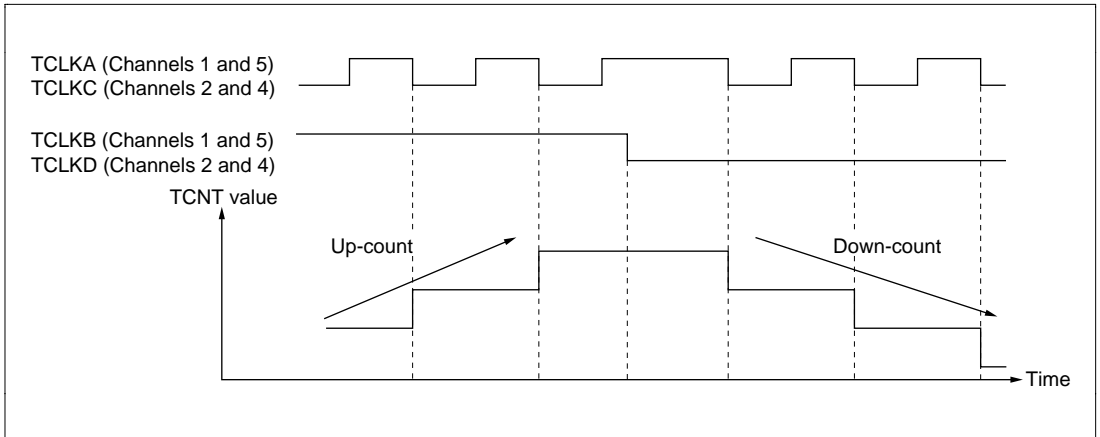 TCLKA (Channels 1 and 5)
TCLKC (Channels 2 and 4)
TCLKB (Channels 1 and 5)
TCLKD (Channels 2 and 4)
TCNT value
Up-count
Down-count
Time